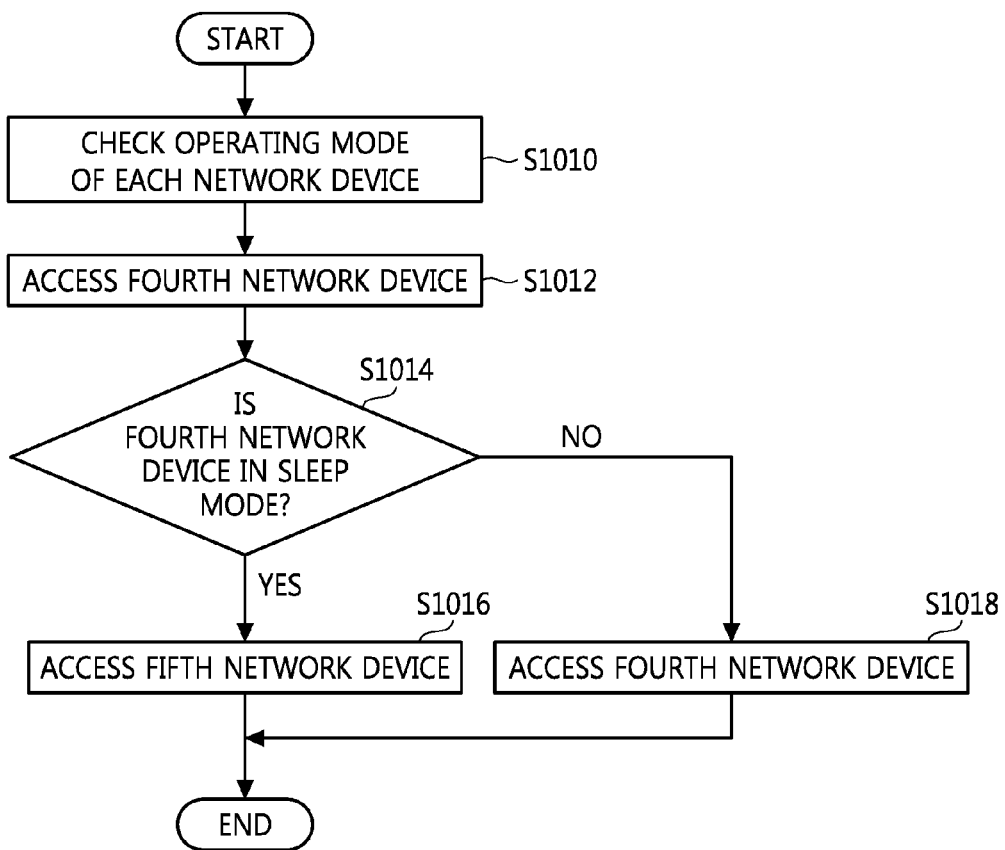 START
CHECK OPERATING MODE
OF EACH NETWORK DEVICE
S1010
ACCESS FOURTH NETWORK DEVICE
S1012
S1014
IS
FOURTH NETWORK
DEVICE IN SLEEP
MODE?
NO
YES
S1016
S1018
ACCESS FIFTH NETWORK DEVICE
ACCESS FOURTH NETWORK DEVICE
END